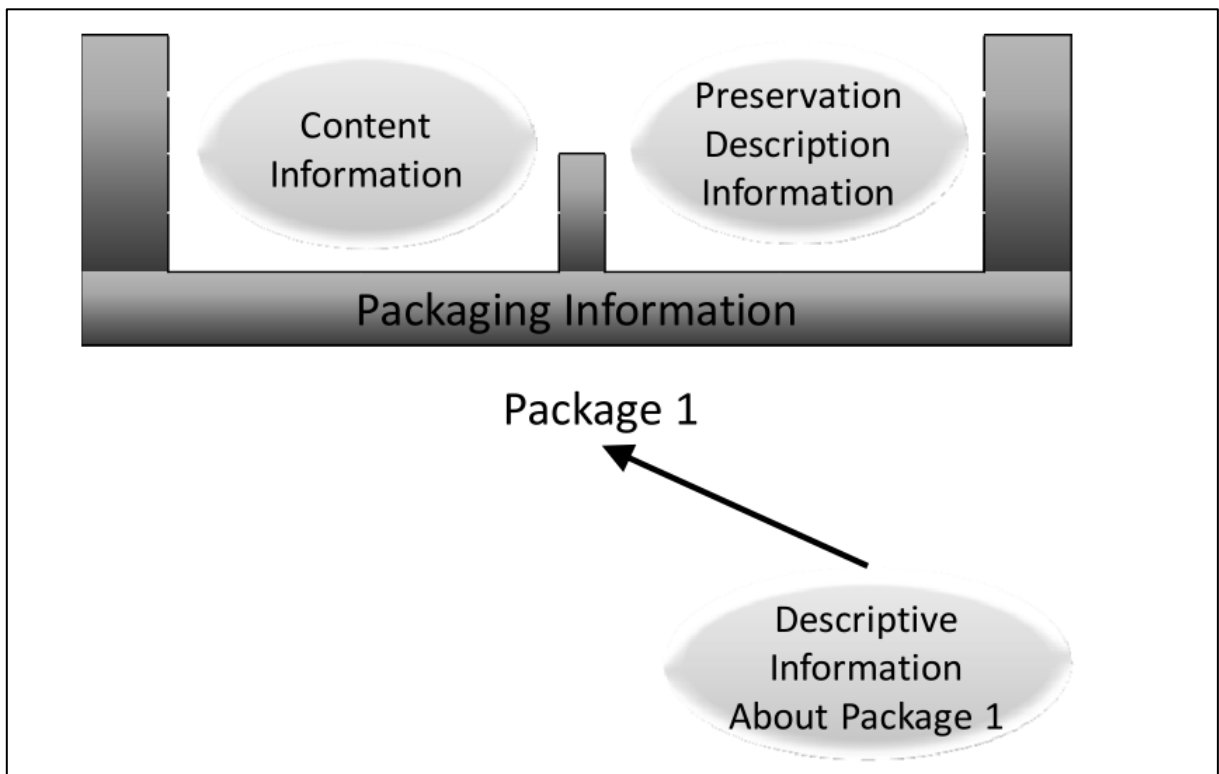 Content
Information
Preservation
Description
Information
Packaging Information
Package 1
Descriptive
Information
About Package 1